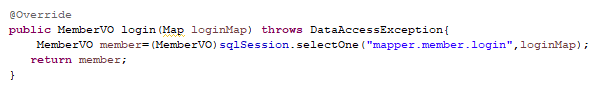 @Override
public MemberVO login(Map loginMap) throws DataAccessException{
MemberVO member=(MemberVO)sqlSession.selectOne("mapper.member.login",loginMap);
return member;
}